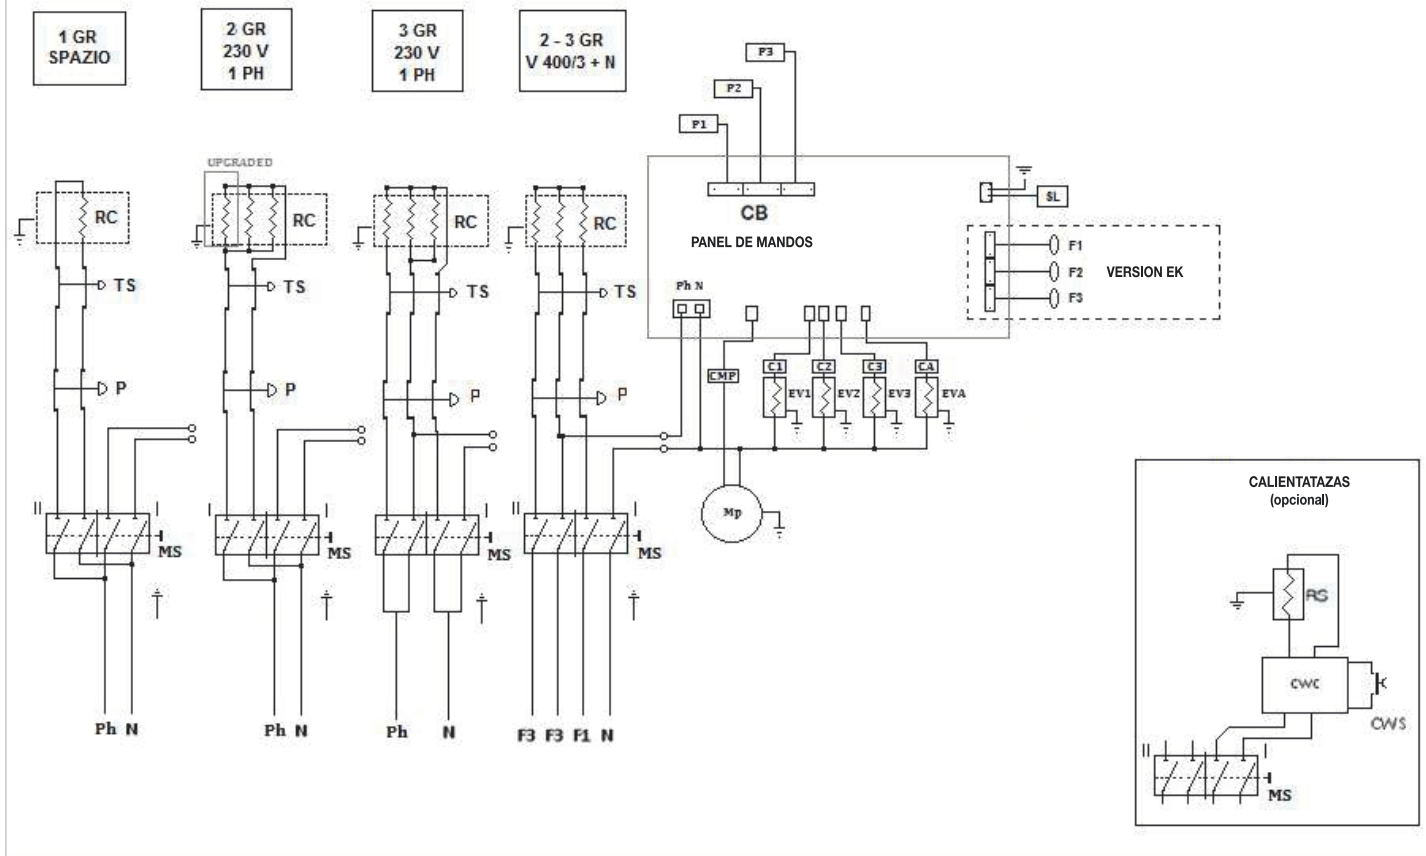 1 GR
SPAZIO
2 GR
230 V
1 PH
3 GR
230 V
1 PH
2 - 3 GR
V 400/3 + N
P3
P2
P1
UPGRADED
RC
RC
RC
RC
CB
PANEL DE MANDOS
SL
F1
F2
F3
VERSION EK
TS
TS
TS
TS
Ph N
CMP
C1
C2
C3
CA
EV1
EV2
EV3
EVA
P
P
P
P
Mp
II
I
MS
I
I
MS
I
MS
II
I
MS
Ph N
Ph N
Ph
N
F3 F3 F1 N
CALIENTATAZAS
(opcional)
RS
CWC
CWS
II
I
MS